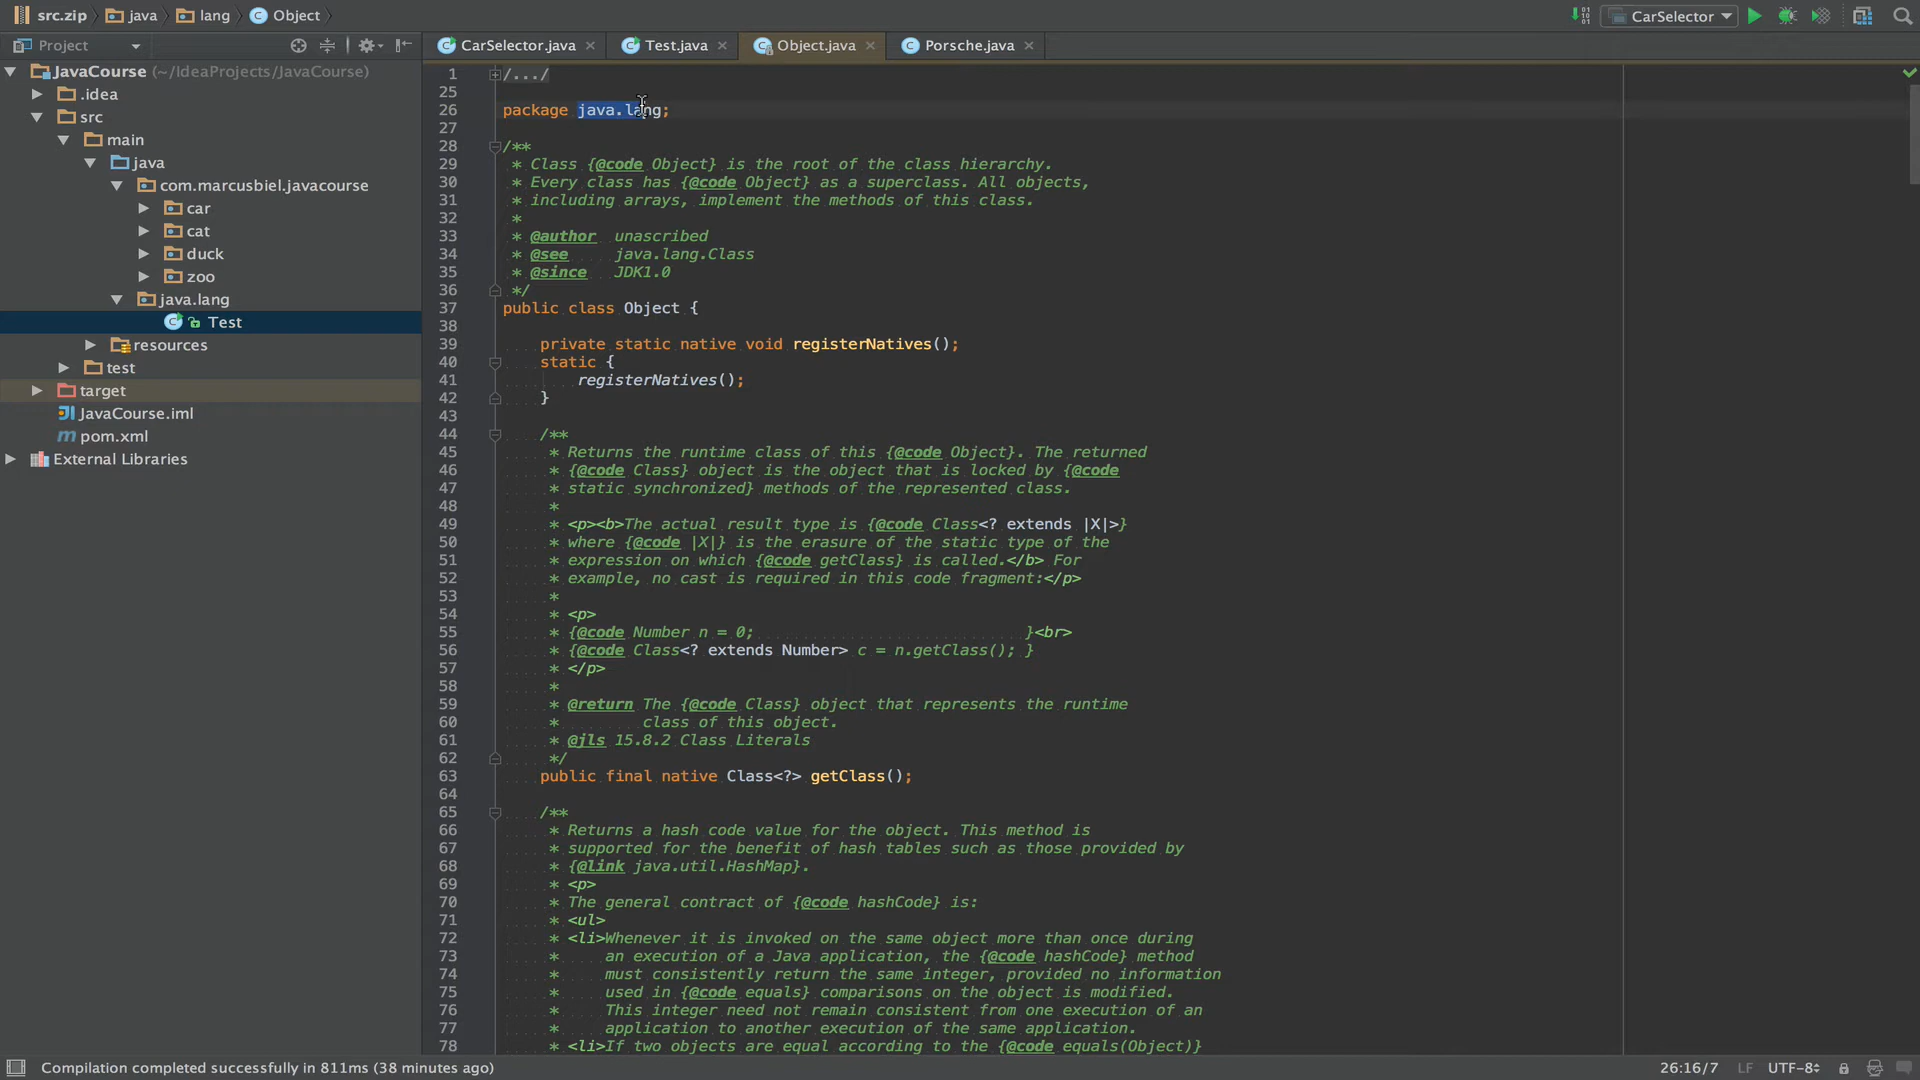 src.zip java lang Object CarSelector
Project CarSelector.java Test.java Object.java Porsche.java
JavaCourse (~/IdeaProjects/JavaCourse)
.idea
src
main
java
com.marcusbiel.javacourse
car
cat
duck
zoo
java.lang
Test
resources
test
target
JavaCourse.iml
pom.xml
External Libraries
1 /.../
25
26 package java.lang;
27
28 /**
29 * Class {@code Object} is the root of the class hierarchy.
30 * Every class has {@code Object} as a superclass. All objects,
31 * including arrays, implement the methods of this class.
32 *
33 * @author unascribed
34 * @see java.lang.Class
35 * @since JDK1.0
36 */
37 public class Object {
38
39 private static native void registerNatives();
40 static {
41 registerNatives();
42 }
43
44 /**
45 * Returns the runtime class of this {@code Object}. The returned
46 * {@code Class} object is the object that is locked by {@code
47 * static synchronized} methods of the represented class.
48 *
49 * <p><b>The actual result type is {@code Class<? extends |X|>}
50 * where {@code |X|} is the erasure of the static type of the
51 * expression on which {@code getClass} is called.</b> For
52 * example, no cast is required in this code fragment:</p>
53 *
54 * <p>
55 * {@code Number n = 0; }<br>
56 * {@code Class<? extends Number> c = n.getClass(); }
57 * </p>
58 *
59 * @return The {@code Class} object that represents the runtime
60 * class of this object.
61 * @jls 15.8.2 Class Literals
62 */
63 public final native Class<?> getClass();
64
65 /**
66 * Returns a hash code value for the object. This method is
67 * supported for the benefit of hash tables such as those provided by
68 * {@link java.util.HashMap}.
69 * <p>
70 * The general contract of {@code hashCode} is:
71 * <ul>
72 * <li>Whenever it is invoked on the same object more than once during
73 * an execution of a Java application, the {@code hashCode} method
74 * must consistently return the same integer, provided no information
75 * used in {@code equals} comparisons on the object is modified.
76 * This integer need not remain consistent from one execution of an
77 * application to another execution of the same application.
78 * <li>If two objects are equal according to the {@code equals(Object)}
Compilation completed successfully in 811ms (38 minutes ago) 26:16/7 LF UTF-8